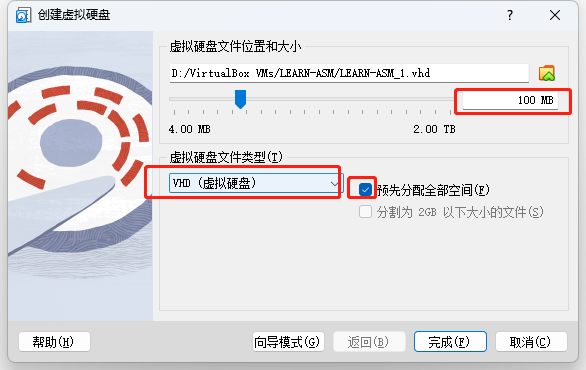 创建虚拟硬盘
虚拟硬盘文件位置和大小
D:/VirtualBox VMs/LEARN-ASM/LEARN-ASM_1.vhd
100 MB
4.00 MB 2.00 TB
虚拟硬盘文件类型(T)
VHD (虚拟硬盘) 预先分配全部空间(F)
分割为 2GB 以下大小的文件(S)
帮助(H) 向导模式(G) 返回(B) 完成(F) 取消(C)